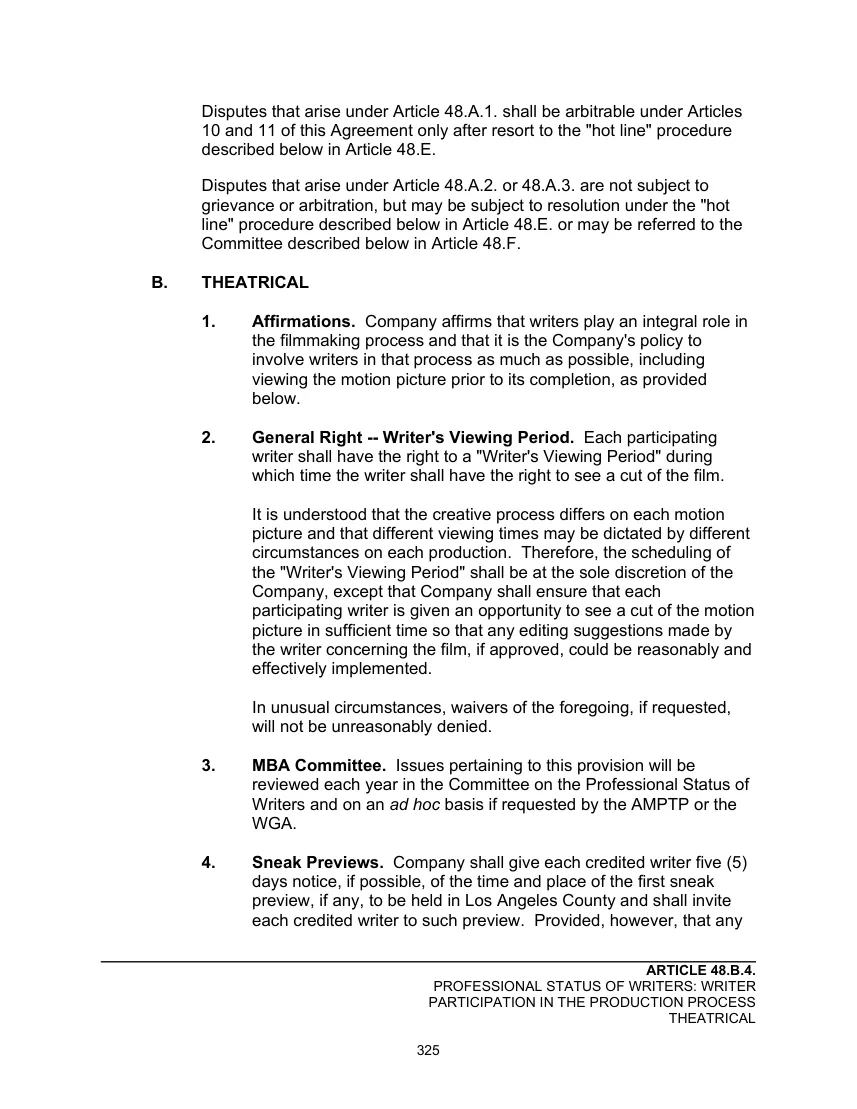 Disputes that arise under Article 48.A.1. shall be arbitrable under Articles
10 and 11 of this Agreement only after resort to the "hot line" procedure
described below in Article 48.E.
Disputes that arise under Article 48.A.2. or 48.A.3. are not subject to
grievance or arbitration, but may be subject to resolution under the "hot
line" procedure described below in Article 48.E. or may be referred to the
Committee described below in Article 48.F.
B. THEATRICAL
1. Affirmations. Company affirms that writers play an integral role in
the filmmaking process and that it is the Company's policy to
involve writers in that process as much as possible, including
viewing the motion picture prior to its completion, as provided
below.
2. General Right -- Writer's Viewing Period. Each participating
writer shall have the right to a "Writer's Viewing Period" during
which time the writer shall have the right to see a cut of the film.
It is understood that the creative process differs on each motion
picture and that different viewing times may be dictated by different
circumstances on each production. Therefore, the scheduling of
the "Writer's Viewing Period" shall be at the sole discretion of the
Company, except that Company shall ensure that each
participating writer is given an opportunity to see a cut of the motion
picture in sufficient time so that any editing suggestions made by
the writer concerning the film, if approved, could be reasonably and
effectively implemented.
In unusual circumstances, waivers of the foregoing, if requested,
will not be unreasonably denied.
3. MBA Committee. Issues pertaining to this provision will be
reviewed each year in the Committee on the Professional Status of
Writers and on an ad hoc basis if requested by the AMPTP or the
WGA.
4. Sneak Previews. Company shall give each credited writer five (5)
days notice, if possible, of the time and place of the first sneak
preview, if any, to be held in Los Angeles County and shall invite
each credited writer to such preview. Provided, however, that any
ARTICLE 48.B.4.
PROFESSIONAL STATUS OF WRITERS: WRITER
PARTICIPATION IN THE PRODUCTION PROCESS
THEATRICAL
325